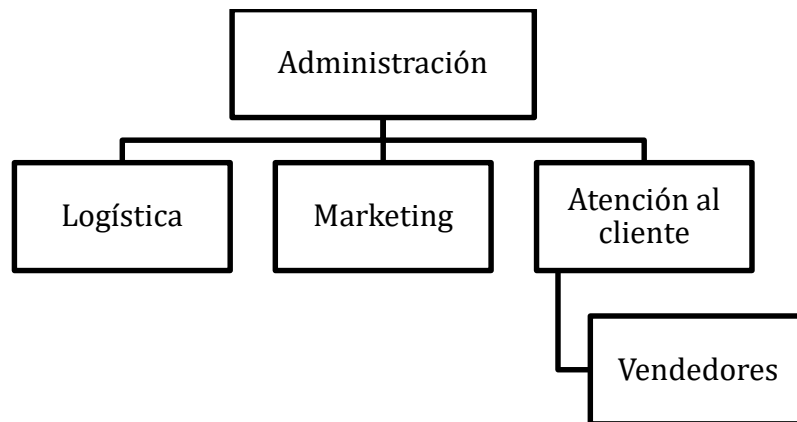 Administración
Logística
Marketing
Atención al
cliente
Vendedores